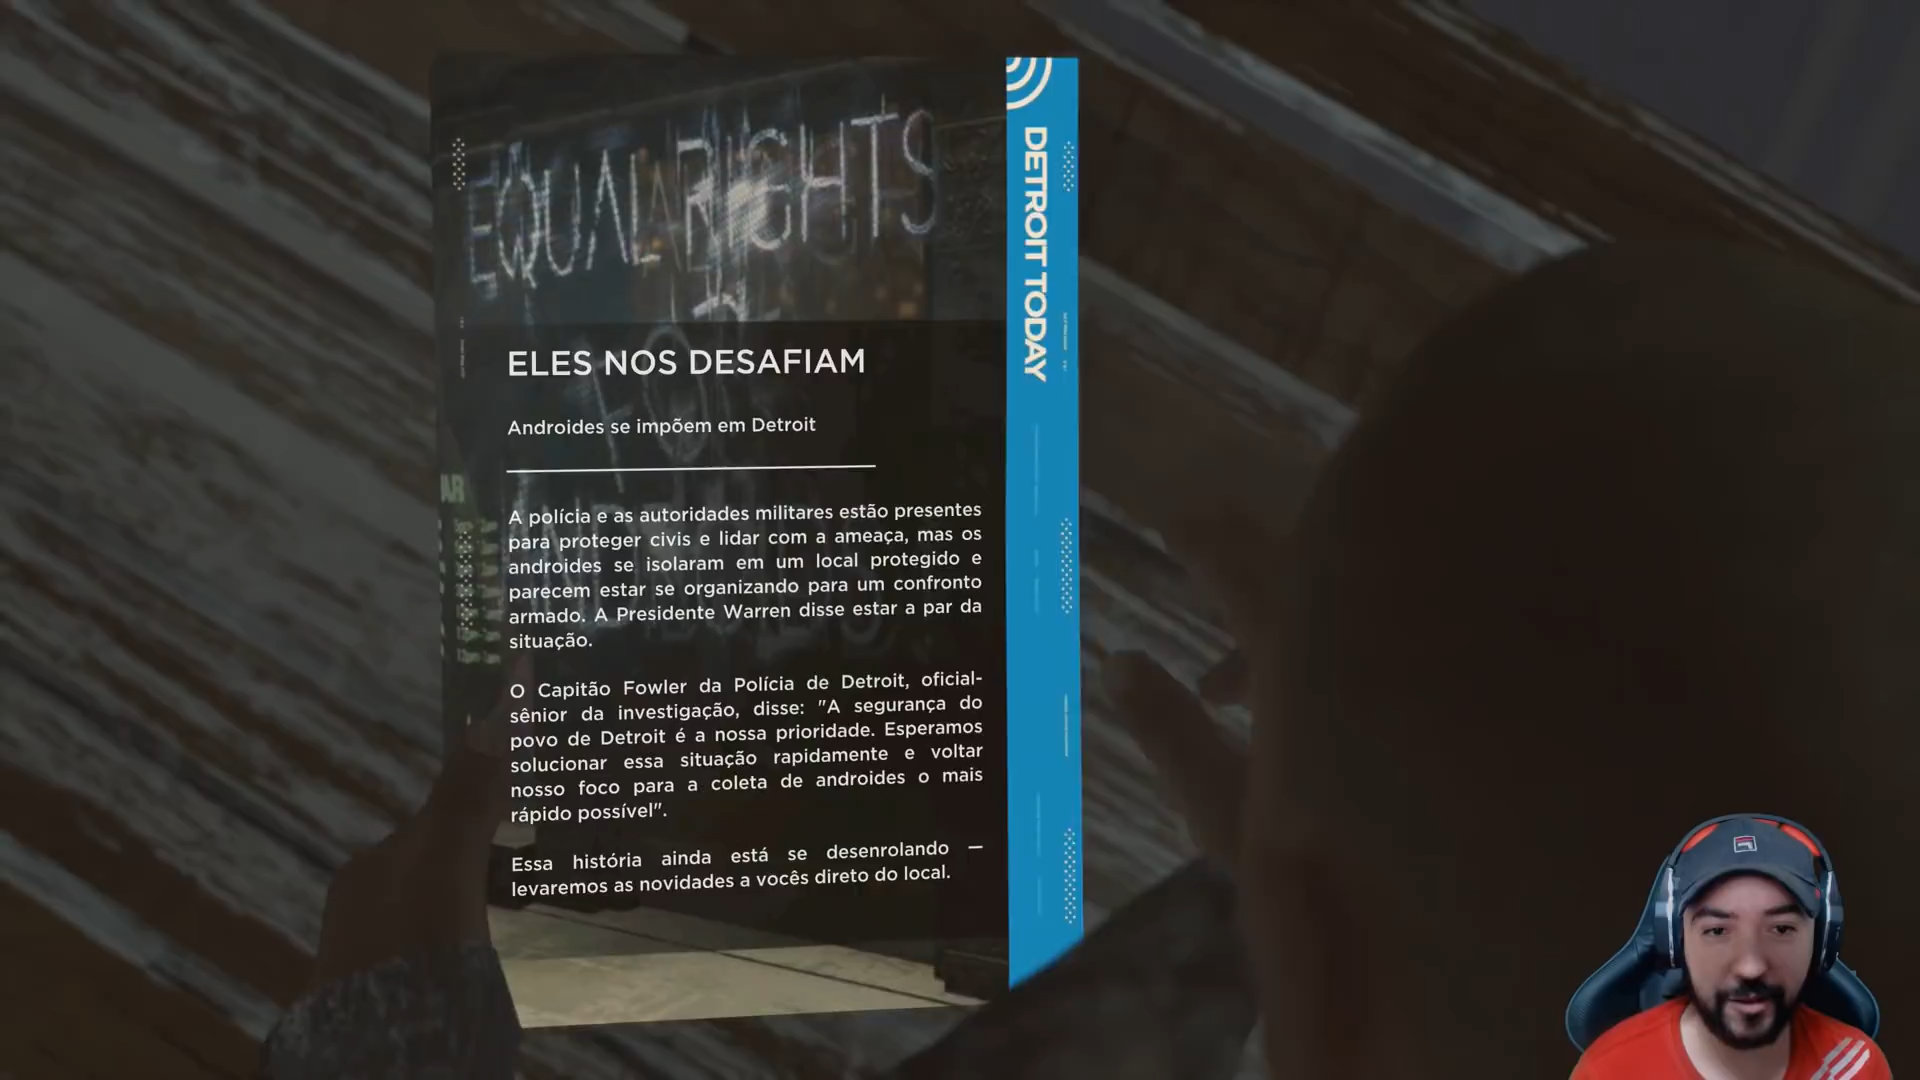 EQUAL RIGHTS
FOR
DETROIT TODAY
ELES NOS DESAFIAM
Androides se impõem em Detroit
A polícia e as autoridades militares estão presentes
para proteger civis e lidar com a ameaça, mas os
androides se isolaram em um local protegido e
parecem estar se organizando para um confronto
armado. A Presidente Warren disse estar a par da
situação.
O Capitão Fowler da Polícia de Detroit, oficial-
sênior da investigação, disse: "A segurança do
povo de Detroit é a nossa prioridade. Esperamos
solucionar essa situação rapidamente e voltar
nosso foco para a coleta de androides o mais
rápido possível".
Essa história ainda está se desenrolando —
levaremos as novidades a vocês direto do local.